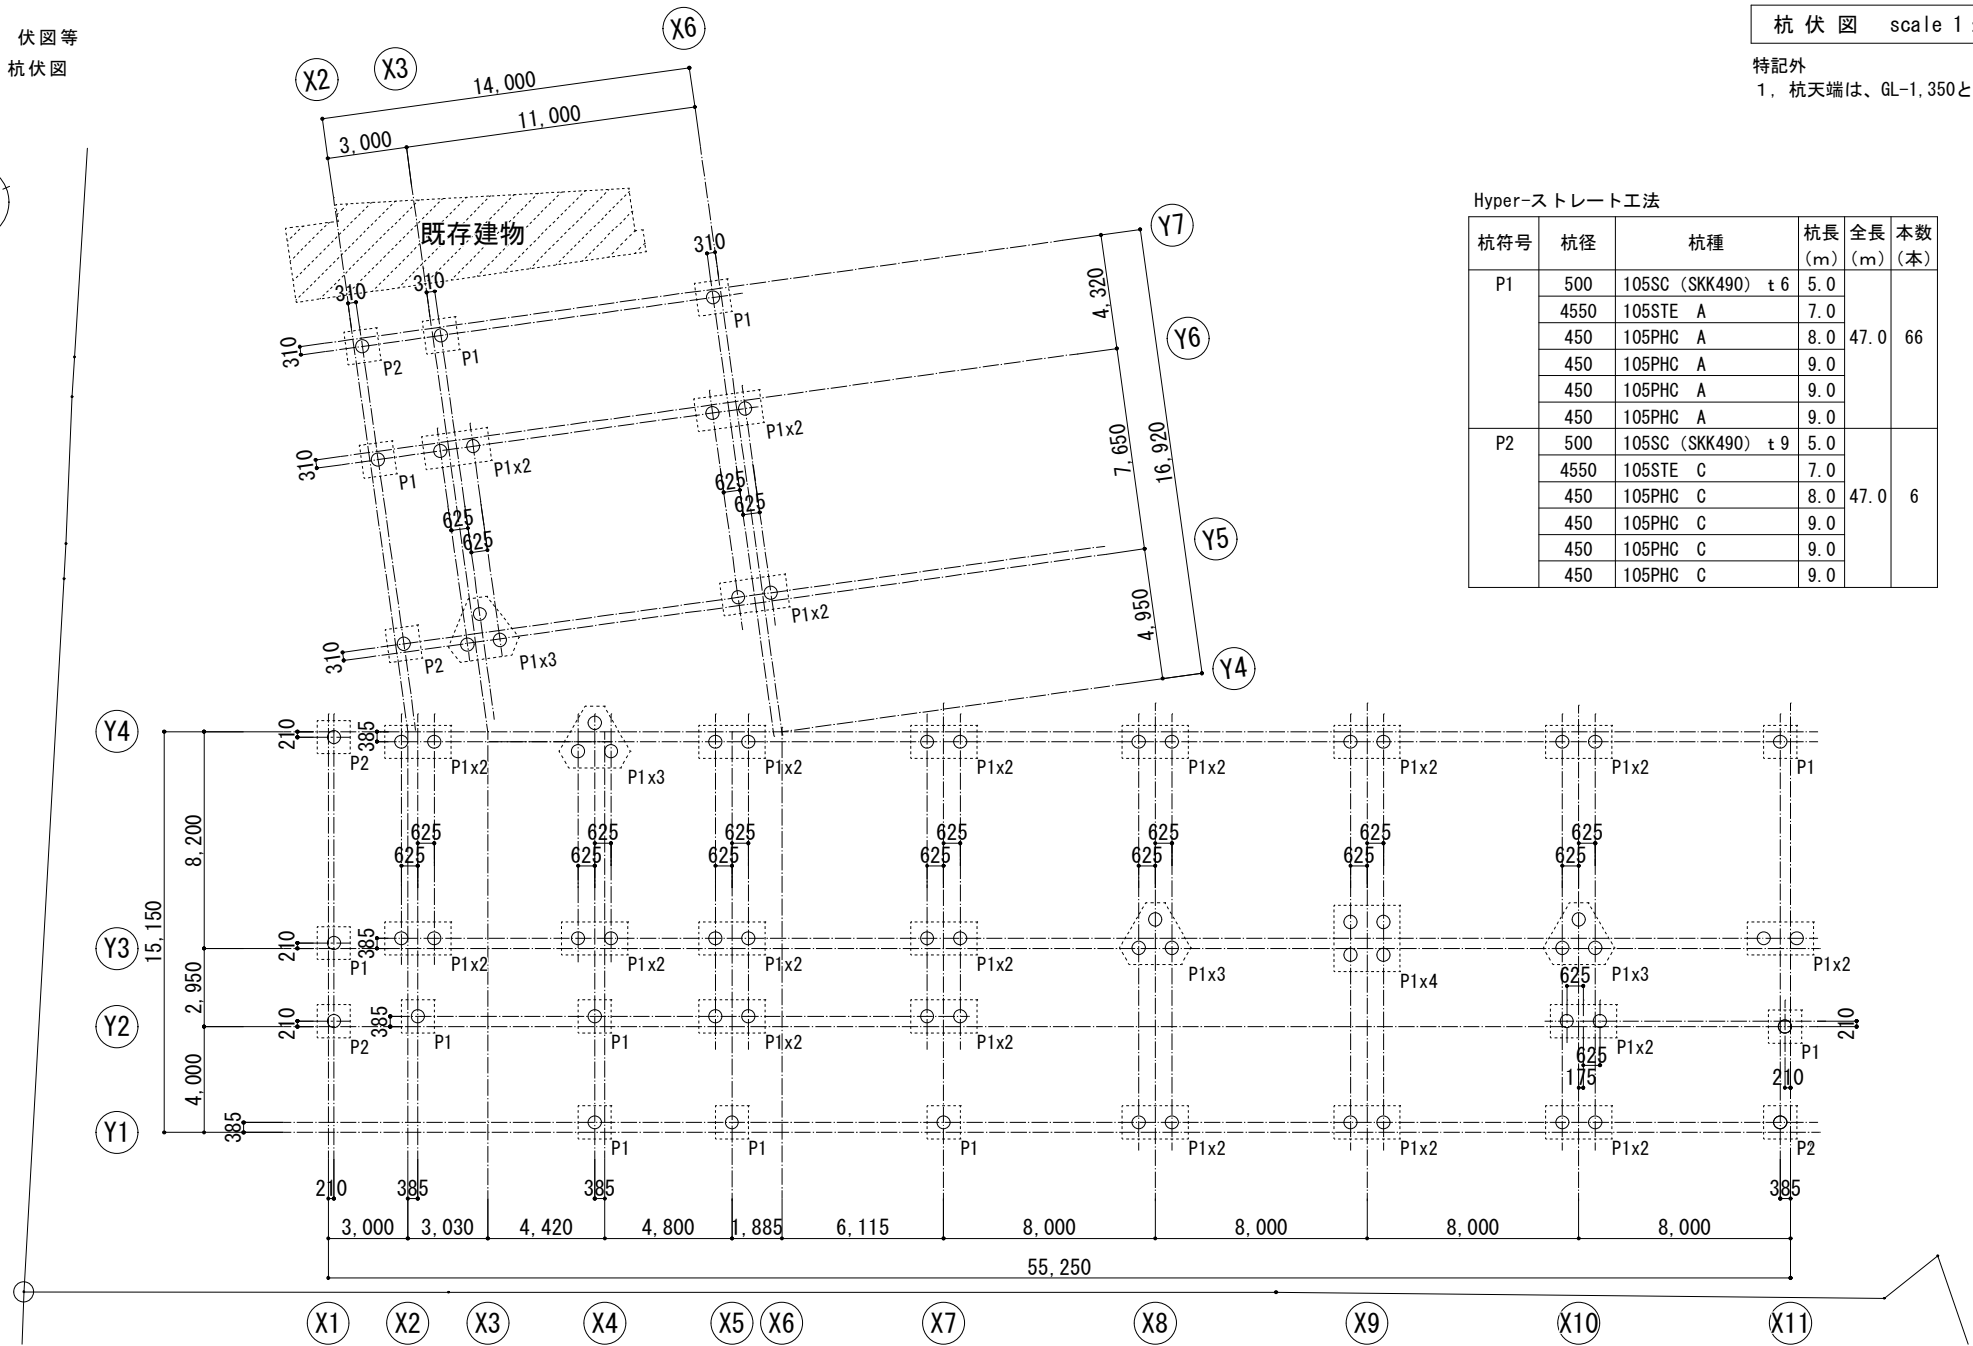 伏図等
杭伏図
杭 伏 図 scale 1:
特記外
1, 杭天端は、GL-1,350と
X2
X3
X6
14,000
11,000
3,000
既存建物
310
310
310
310
P2
P1
P1
Y7
4,320
Y6
310
P1
P1x2
P1x2
7,650
16,920
625
625
625
625
Y5
310
P2
P1x3
P1x2
4,950
Y4
Hyper-ストレート工法
杭符号 杭径 杭種 杭長(m) 全長(m) 本数(本)
P1 500 105SC (SKK490) t6 5.0
4550 105STE A 7.0
450 105PHC A 8.0 47.0 66
450 105PHC A 9.0
450 105PHC A 9.0
450 105PHC A 9.0
P2 500 105SC (SKK490) t9 5.0
4550 105STE C 7.0
450 105PHC C 8.0 47.0 6
450 105PHC C 9.0
450 105PHC C 9.0
450 105PHC C 9.0
Y4
210
385
P2
P1x2
P1x3
P1x2
P1x2
P1x2
P1x2
P1x2
P1
8,200
15,150
625 625 625 625 625 625 625
625 625 625 625 625 625 625
Y3
210
385
P1
P1x2
P1x2
P1x2
P1x2
P1x3
P1x4
P1x3
P1x2
2,950
625
Y2
210
385
P2
P1
P1
P1x2
P1x2
P1x2
P1
210
625
175
210
4,000
Y1
385
P1
P1
P1
P1x2
P1x2
P1x2
P2
210
385
385
385
3,000 3,030 4,420 4,800 1,885 6,115 8,000 8,000 8,000 8,000
55,250
X1 X2 X3 X4 X5 X6 X7 X8 X9 X10 X11